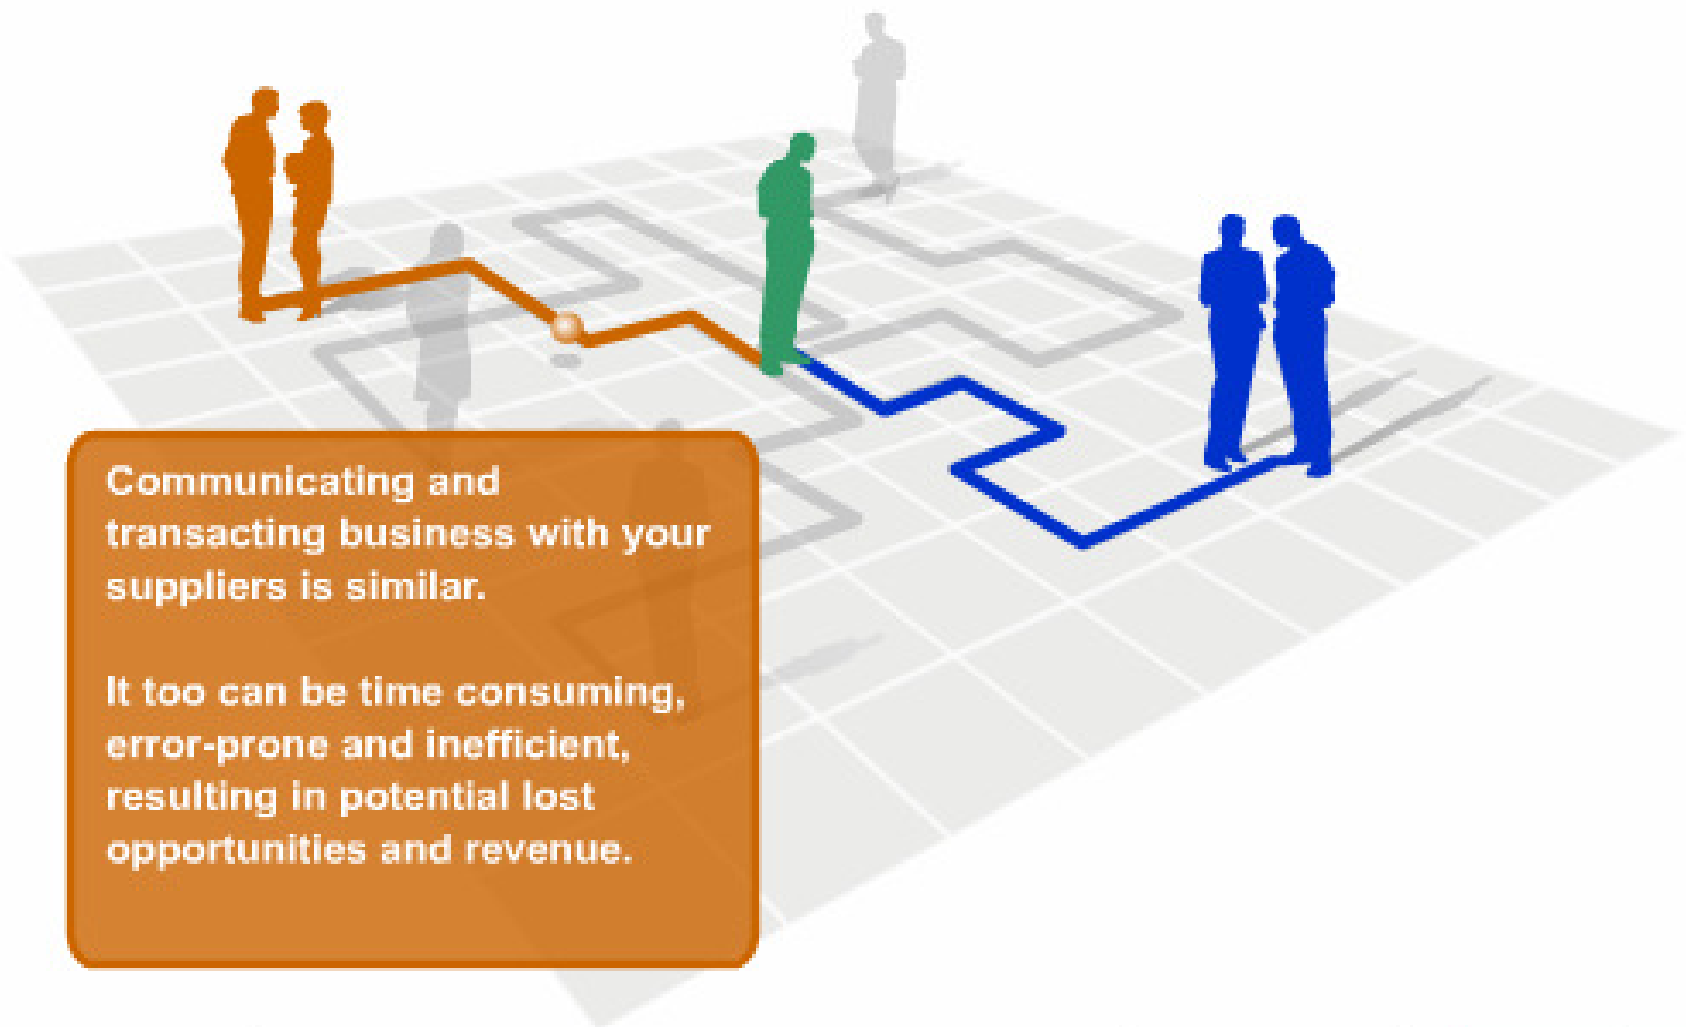 Communicating and
transacting business with your
suppliers is similar.
It too can be time consuming,
error-prone and inefficient,
resulting in potential lost
opportunities and revenue.